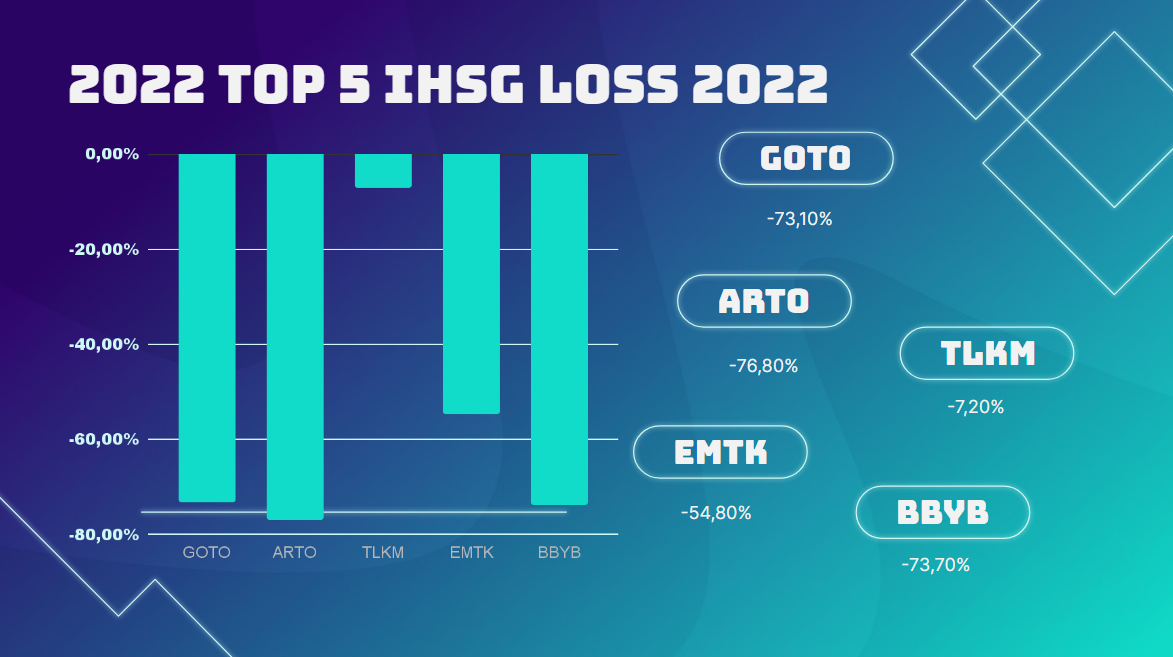 2022 TOP 5 IHSG LOSS 2022
0,00%
-20,00%
-40,00%
-60,00%
-80,00%
GOTO ARTO TLKM EMTK BBYB
GOTO
-73,10%
ARTO
-76,80%
TLKM
-7,20%
EMTK
-54,80%
BBYB
-73,70%